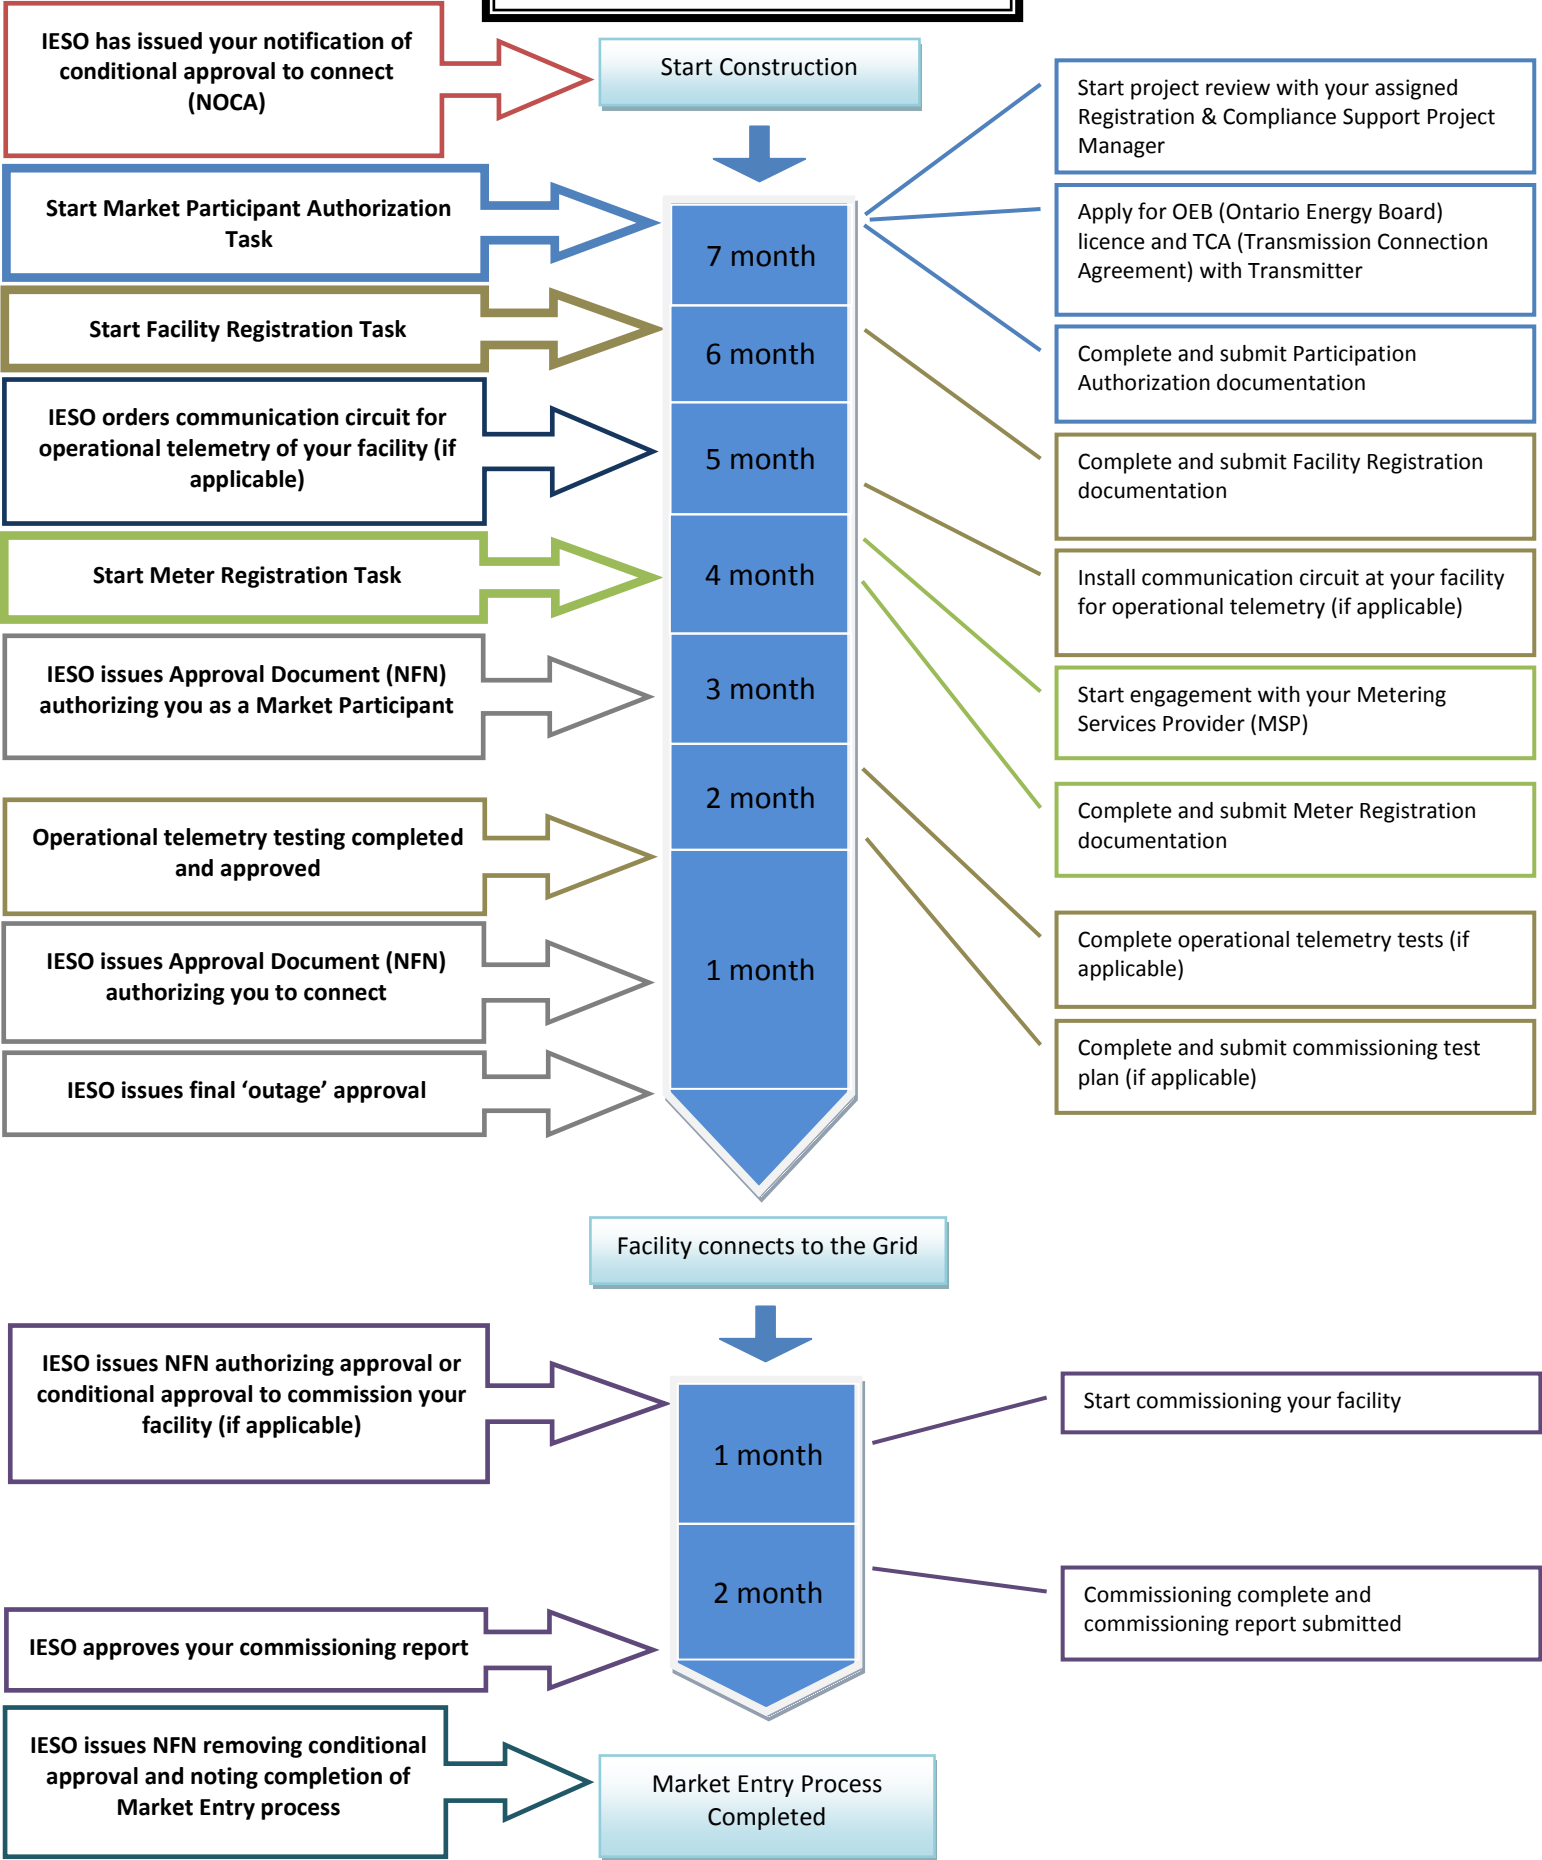 IESO has issued your notification of
conditional approval to connect
(NOCA)
Start Construction
Start project review with your assigned
Registration & Compliance Support Project
Manager
Start Market Participant Authorization
Task
7 month
Apply for OEB (Ontario Energy Board)
licence and TCA (Transmission Connection
Agreement) with Transmitter
Start Facility Registration Task
6 month
Complete and submit Participation
Authorization documentation
IESO orders communication circuit for
operational telemetry of your facility (if
applicable)
5 month
Complete and submit Facility Registration
documentation
Start Meter Registration Task
4 month
Install communication circuit at your facility
for operational telemetry (if applicable)
IESO issues Approval Document (NFN)
authorizing you as a Market Participant
3 month
Start engagement with your Metering
Services Provider (MSP)
2 month
Complete and submit Meter Registration
documentation
Operational telemetry testing completed
and approved
Complete operational telemetry tests (if
applicable)
IESO issues Approval Document (NFN)
authorizing you to connect
1 month
Complete and submit commissioning test
plan (if applicable)
IESO issues final ‘outage’ approval
Facility connects to the Grid
IESO issues NFN authorizing approval or
conditional approval to commission your
facility (if applicable)
Start commissioning your facility
1 month
2 month
Commissioning complete and
commissioning report submitted
IESO approves your commissioning report
IESO issues NFN removing conditional
approval and noting completion of
Market Entry process
Market Entry Process
Completed